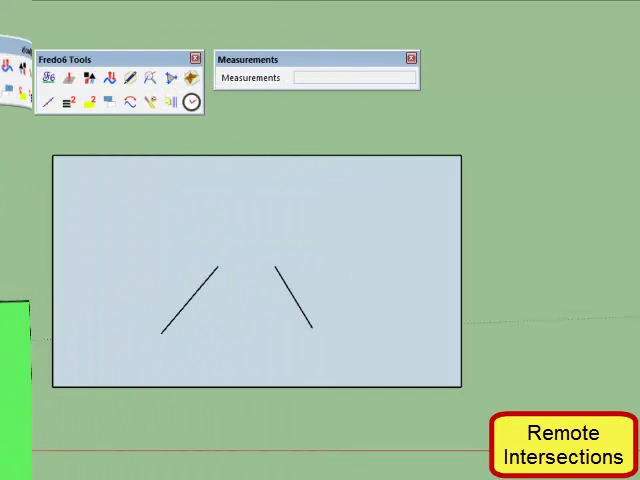 Fredo6 Tools
Measurements
Measurements
Remote
Intersections